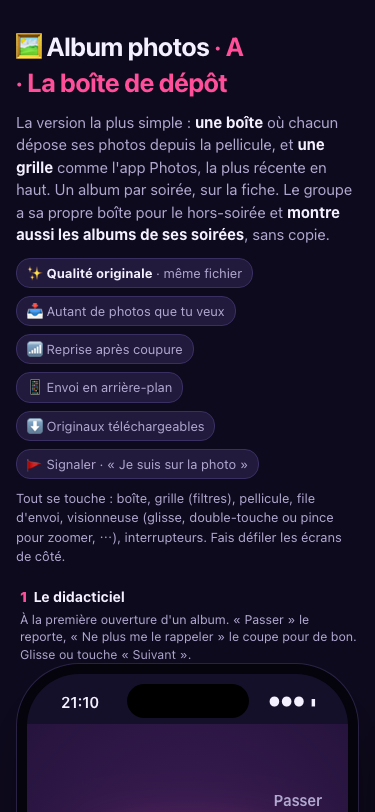 🖼️ Album photos · A
· La boîte de dépôt
La version la plus simple : une boîte où chacun
dépose ses photos depuis la pellicule, et une
grille comme l'app Photos, la plus récente en
haut. Un album par soirée, sur la fiche. Le groupe
a sa propre boîte pour le hors-soirée et montre
aussi les albums de ses soirées, sans copie.
✨ Qualité originale · même fichier
📥 Autant de photos que tu veux
📶 Reprise après coupure
📱 Envoi en arrière-plan
⬇️ Originaux téléchargeables
🚩 Signaler · « Je suis sur la photo »
Tout se touche : boîte, grille (filtres), pellicule, file
d'envoi, visionneuse (glisse, double-touche ou pince
pour zoomer, ⋯), interrupteurs. Fais défiler les écrans
de côté.
1 Le didacticiel
À la première ouverture d'un album. « Passer » le
reporte, « Ne plus me le rappeler » le coupe pour de bon.
Glisse ou touche « Suivant ».
21:10
Passer